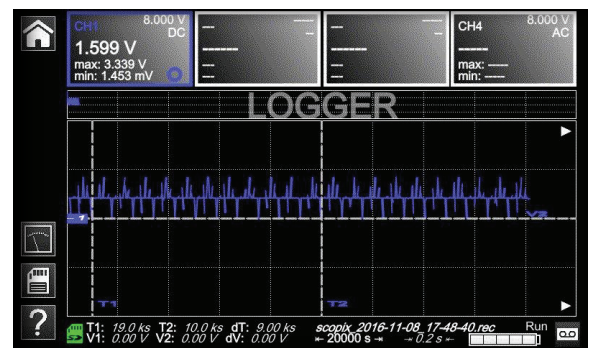 CH1 8.000 V
DC
1.599 V
max: 3.339 V
min: 1.453 mV
-- ----
-- --
------
--
--
-- ----
-- --
------
--
--
CH4 8.000 V
AC
-----
max: ----
min: ----
LOGGER
1
V2
T1
T2
?
SD
T1: 19.0 ks T2: 10.0 ks dT: 9.00 ks scopix_2016-11-08_17-48-40.rec Run
V1: 0.00 V V2: 0.00 V dV: 0.00 V 20000 s 0.2 s